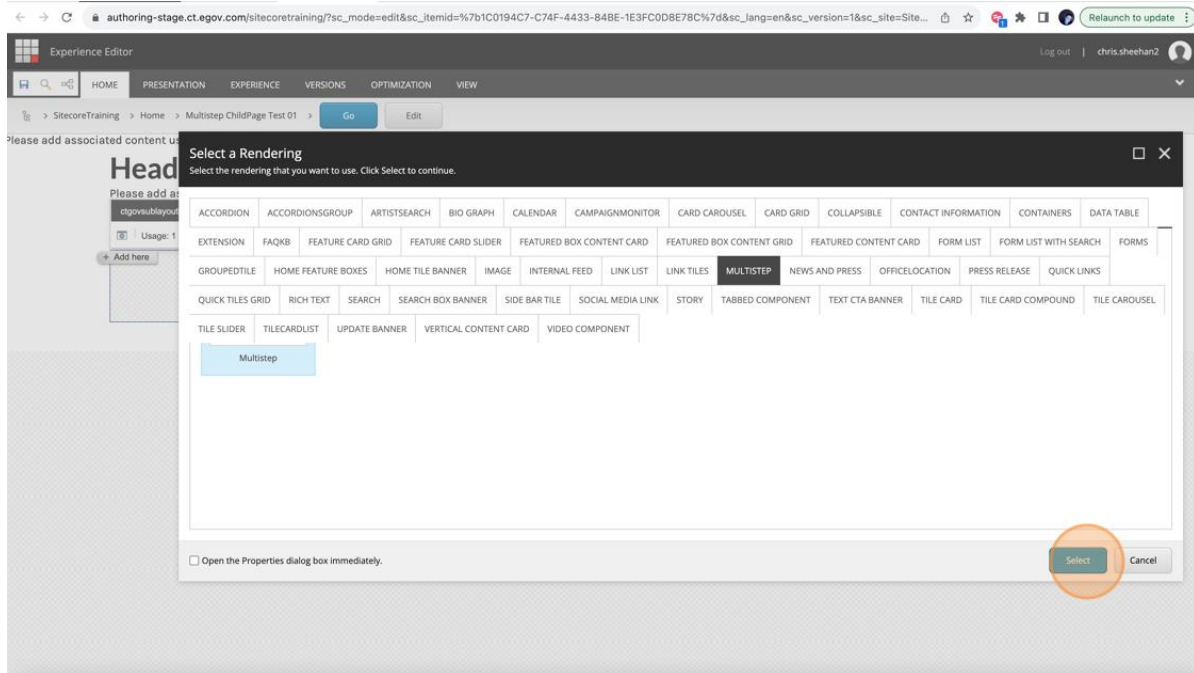 authoring-stage.ct.egov.com/sitecoretraining/?sc_mode=edit&sc_itemid=%7b1C0194C7-C74F-4433-84BE-1E3FC0D8E78C%7d&sc_lang=en&sc_version=1&sc_site=Site... Relaunch to update
Experience Editor Log out | chris.sheehan2
HOME PRESENTATION EXPERIENCE VERSIONS OPTIMIZATION VIEW
> SitecoreTraining > Home > Multistep ChildPage Test 01 > Go Edit
Please add associated content us
Select a Rendering
Head
Select the rendering that you want to use. Click Select to continue.
Please add as
ctgovsublayout
ACCORDION ACCORDIONSGROUP ARTISTSEARCH BIO GRAPH CALENDAR CAMPAIGNMONITOR CARD CAROUSEL CARD GRID COLLAPSIBLE CONTACT INFORMATION CONTAINERS DATA TABLE
Usage: 1
EXTENSION FAQKB FEATURE CARD GRID FEATURE CARD SLIDER FEATURED BOX CONTENT CARD FEATURED BOX CONTENT GRID FEATURED CONTENT CARD FORM LIST FORM LIST WITH SEARCH FORMS
+ Add here
GROUPEDTILE HOME FEATURE BOXES HOME TILE BANNER IMAGE INTERNAL FEED LINK LIST LINK TILES MULTISTEP NEWS AND PRESS OFFICELOCATION PRESS RELEASE QUICK LINKS
QUICK TILES GRID RICH TEXT SEARCH SEARCH BOX BANNER SIDE BAR TILE SOCIAL MEDIA LINK STORY TABBED COMPONENT TEXT CTA BANNER TILE CARD TILE CARD COMPOUND TILE CAROUSEL
TILE SLIDER TILECARDLIST UPDATE BANNER VERTICAL CONTENT CARD VIDEO COMPONENT
Multistep
Open the Properties dialog box immediately.
Select Cancel